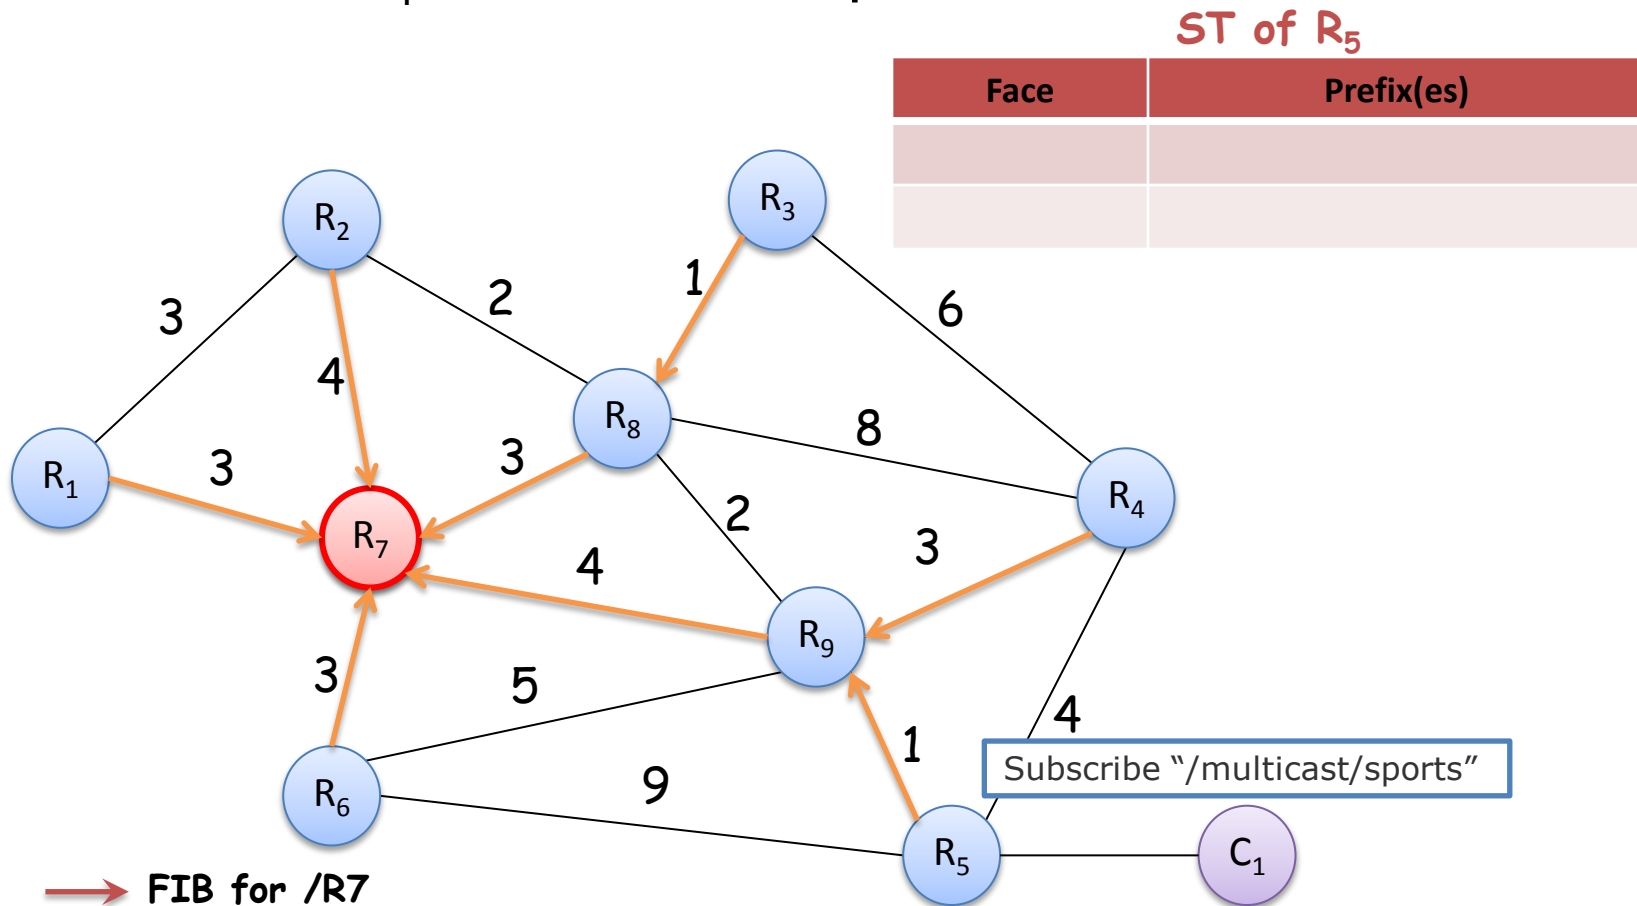 ST of R5
Face Prefix(es)
R2
R3
1
6
3
2
4
R8
8
3
3
R1
R4
2
R7
3
4
R9
3
5
4
1
Subscribe “/multicast/sports”
9
R6
R5
C1
FIB for /R7